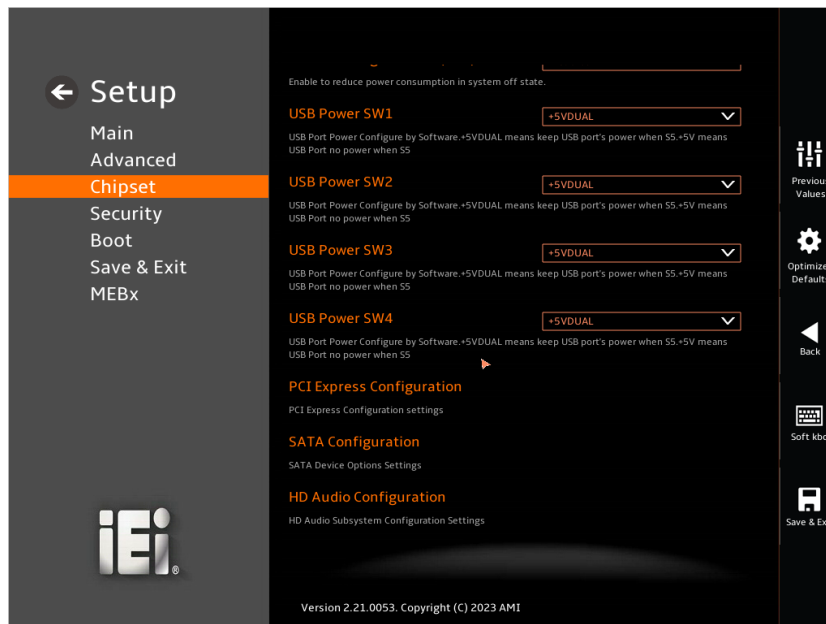 Setup
Main
Advanced
Chipset
Security
Boot
Save & Exit
MEBx
iEi
®
Enable to reduce power consumption in system off state.
USB Power SW1
+5VDUAL
USB Port Power Configure by Software.+5VDUAL means keep USB port's power when S5.+5V means
USB Port no power when S5
USB Power SW2
+5VDUAL
USB Port Power Configure by Software.+5VDUAL means keep USB port's power when S5.+5V means
USB Port no power when S5
USB Power SW3
+5VDUAL
USB Port Power Configure by Software.+5VDUAL means keep USB port's power when S5.+5V means
USB Port no power when S5
USB Power SW4
+5VDUAL
USB Port Power Configure by Software.+5VDUAL means keep USB port's power when S5.+5V means
USB Port no power when S5
PCI Express Configuration
PCI Express Configuration settings
SATA Configuration
SATA Device Options Settings
HD Audio Configuration
HD Audio Subsystem Configuration Settings
Version 2.21.0053. Copyright (C) 2023 AMI
Previou
Values
Optimize
Default
Back
Soft kb
Save & Ex